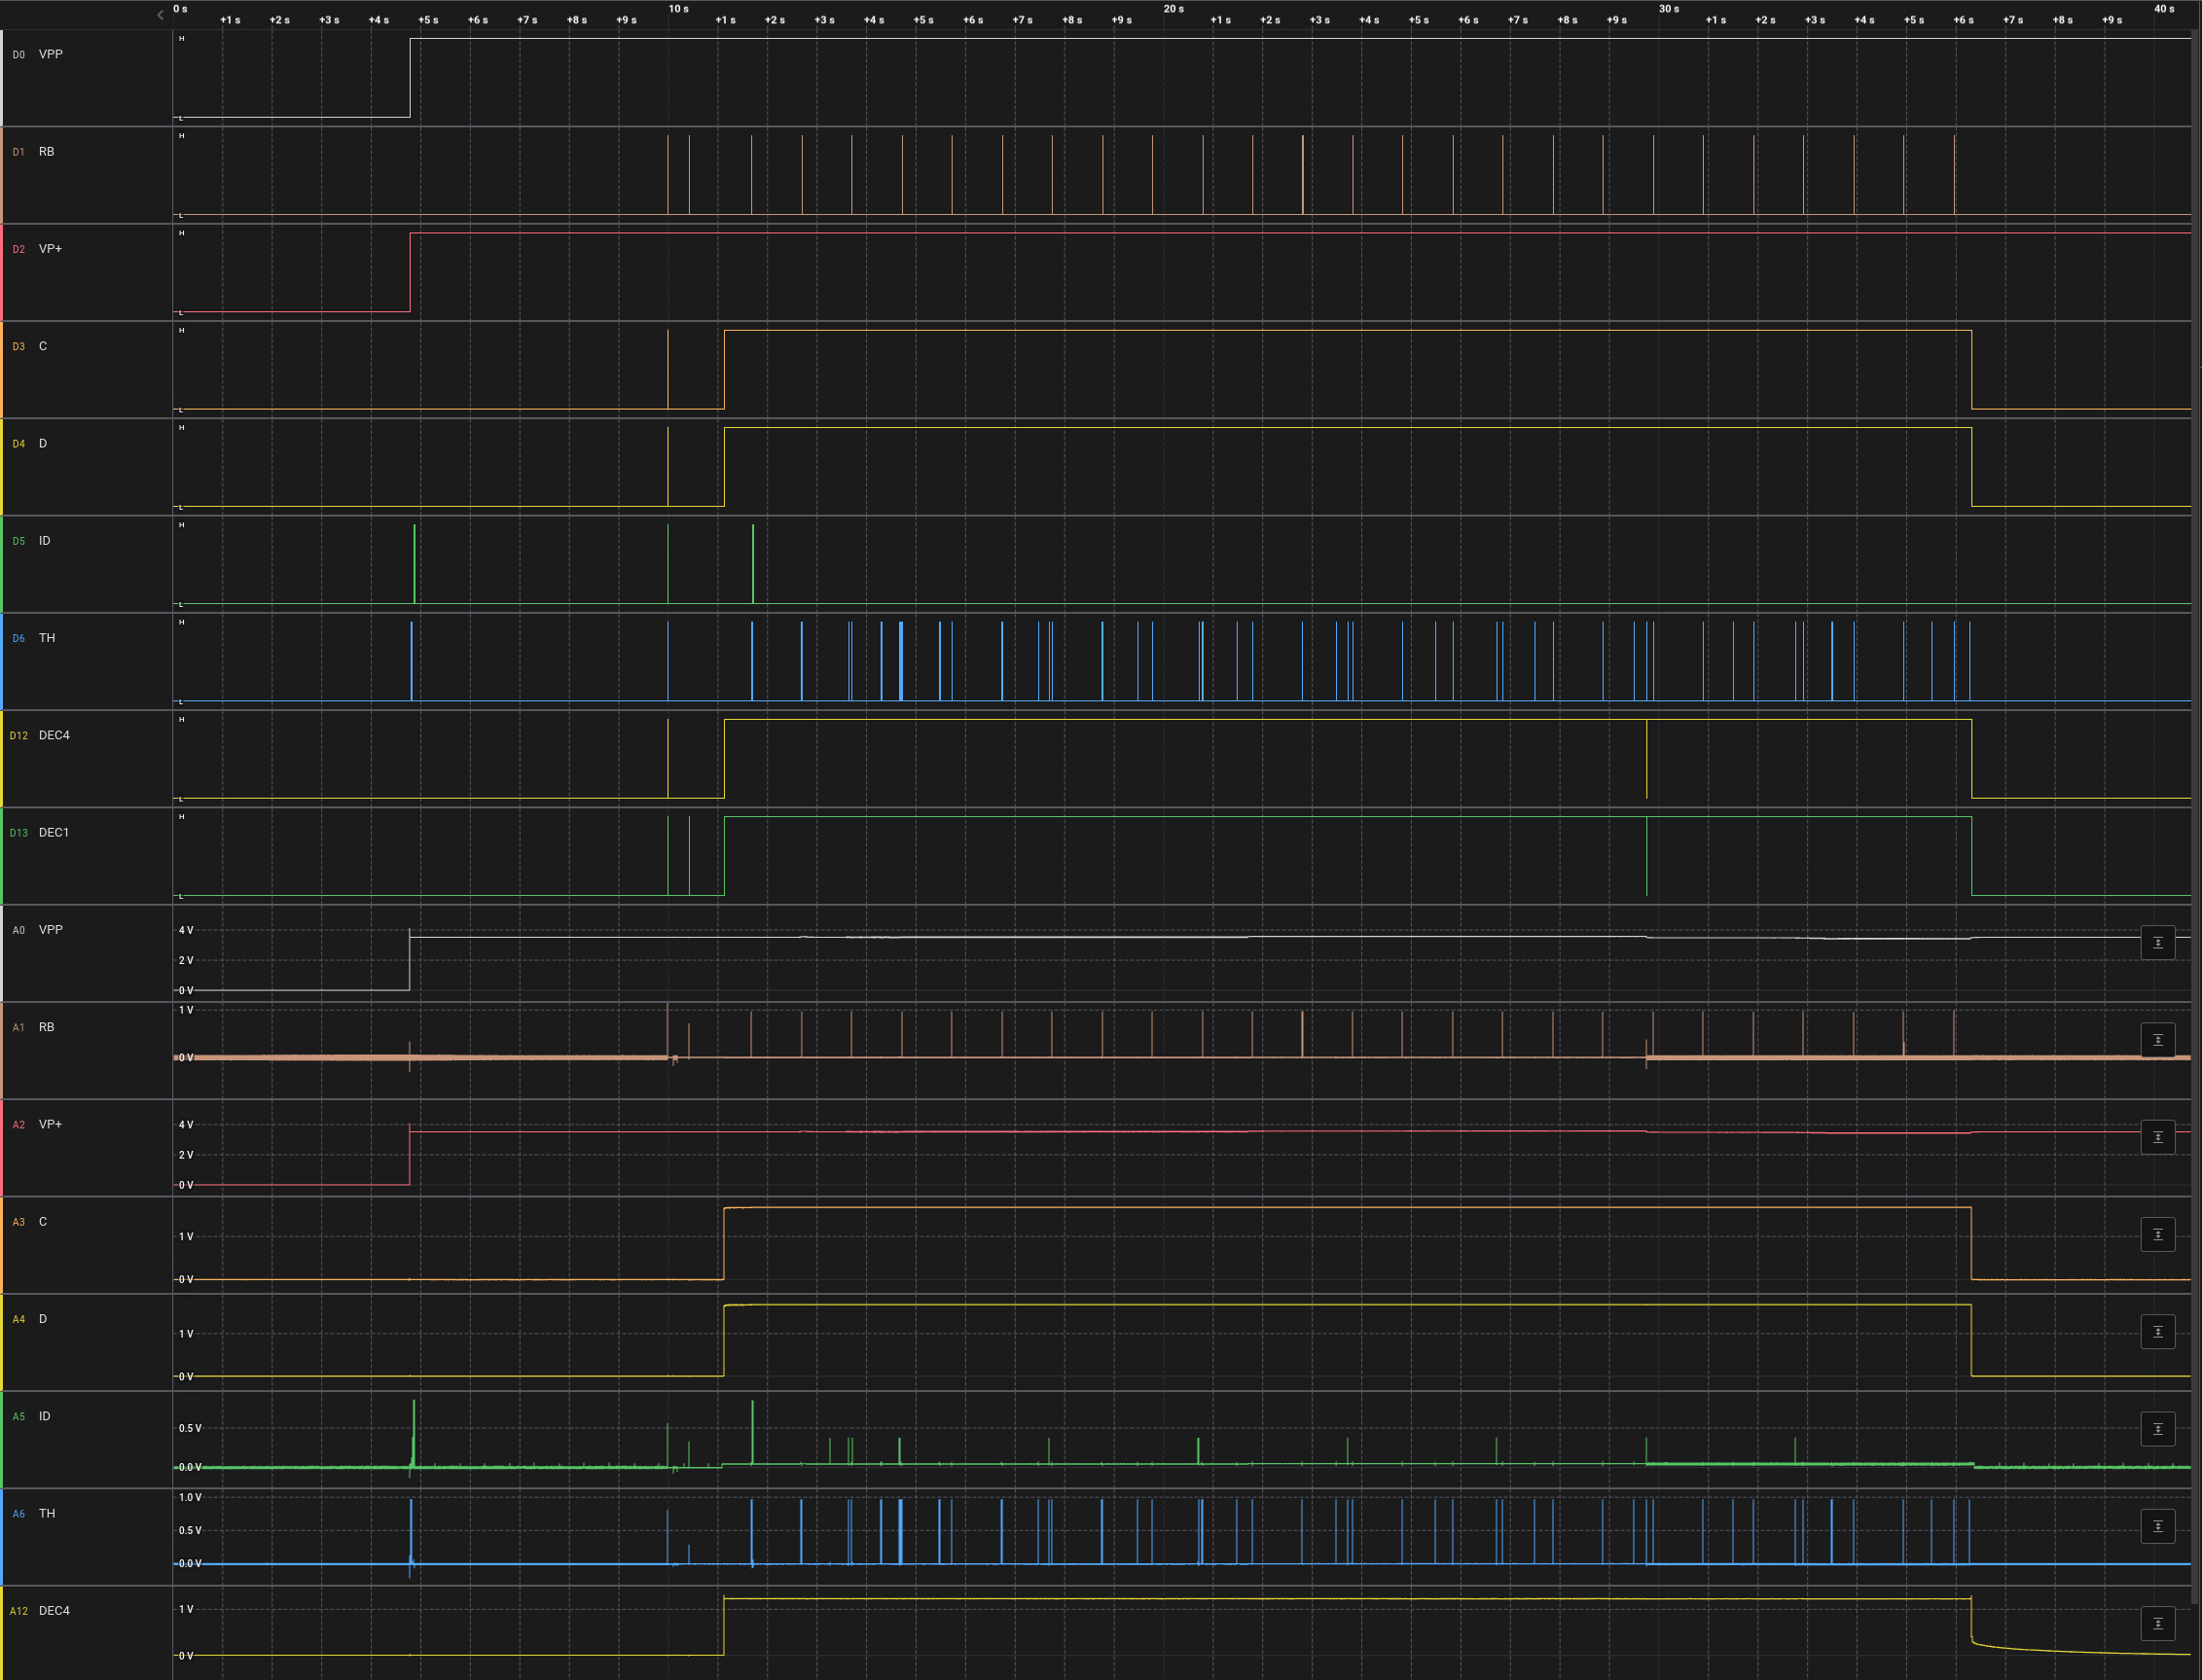 0 s 10 s 20 s 30 s 40 s
+1 s +2 s +3 s +4 s +5 s +6 s +7 s +8 s +9 s +1 s +2 s +3 s +4 s +5 s +6 s +7 s +8 s +9 s +1 s +2 s +3 s +4 s +5 s +6 s +7 s +8 s +9 s +1 s +2 s +3 s +4 s +5 s +6 s +7 s +8 s +9 s
H
D0 VPP
L
H
D1 RB
L
H
D2 VP+
L
H
D3 C
L
H
D4 D
L
H
D5 ID
L
H
D6 TH
L
H
D12 DEC4
L
H
D13 DEC1
L
A0 VPP 4 V
2 V
0 V
1 V
A1 RB
0 V
A2 VP+ 4 V
2 V
0 V
A3 C
1 V
0 V
A4 D
1 V
0 V
A5 ID
0.5 V
0.0 V
1.0 V
A6 TH
0.5 V
0.0 V
A12 DEC4 1 V
0 V